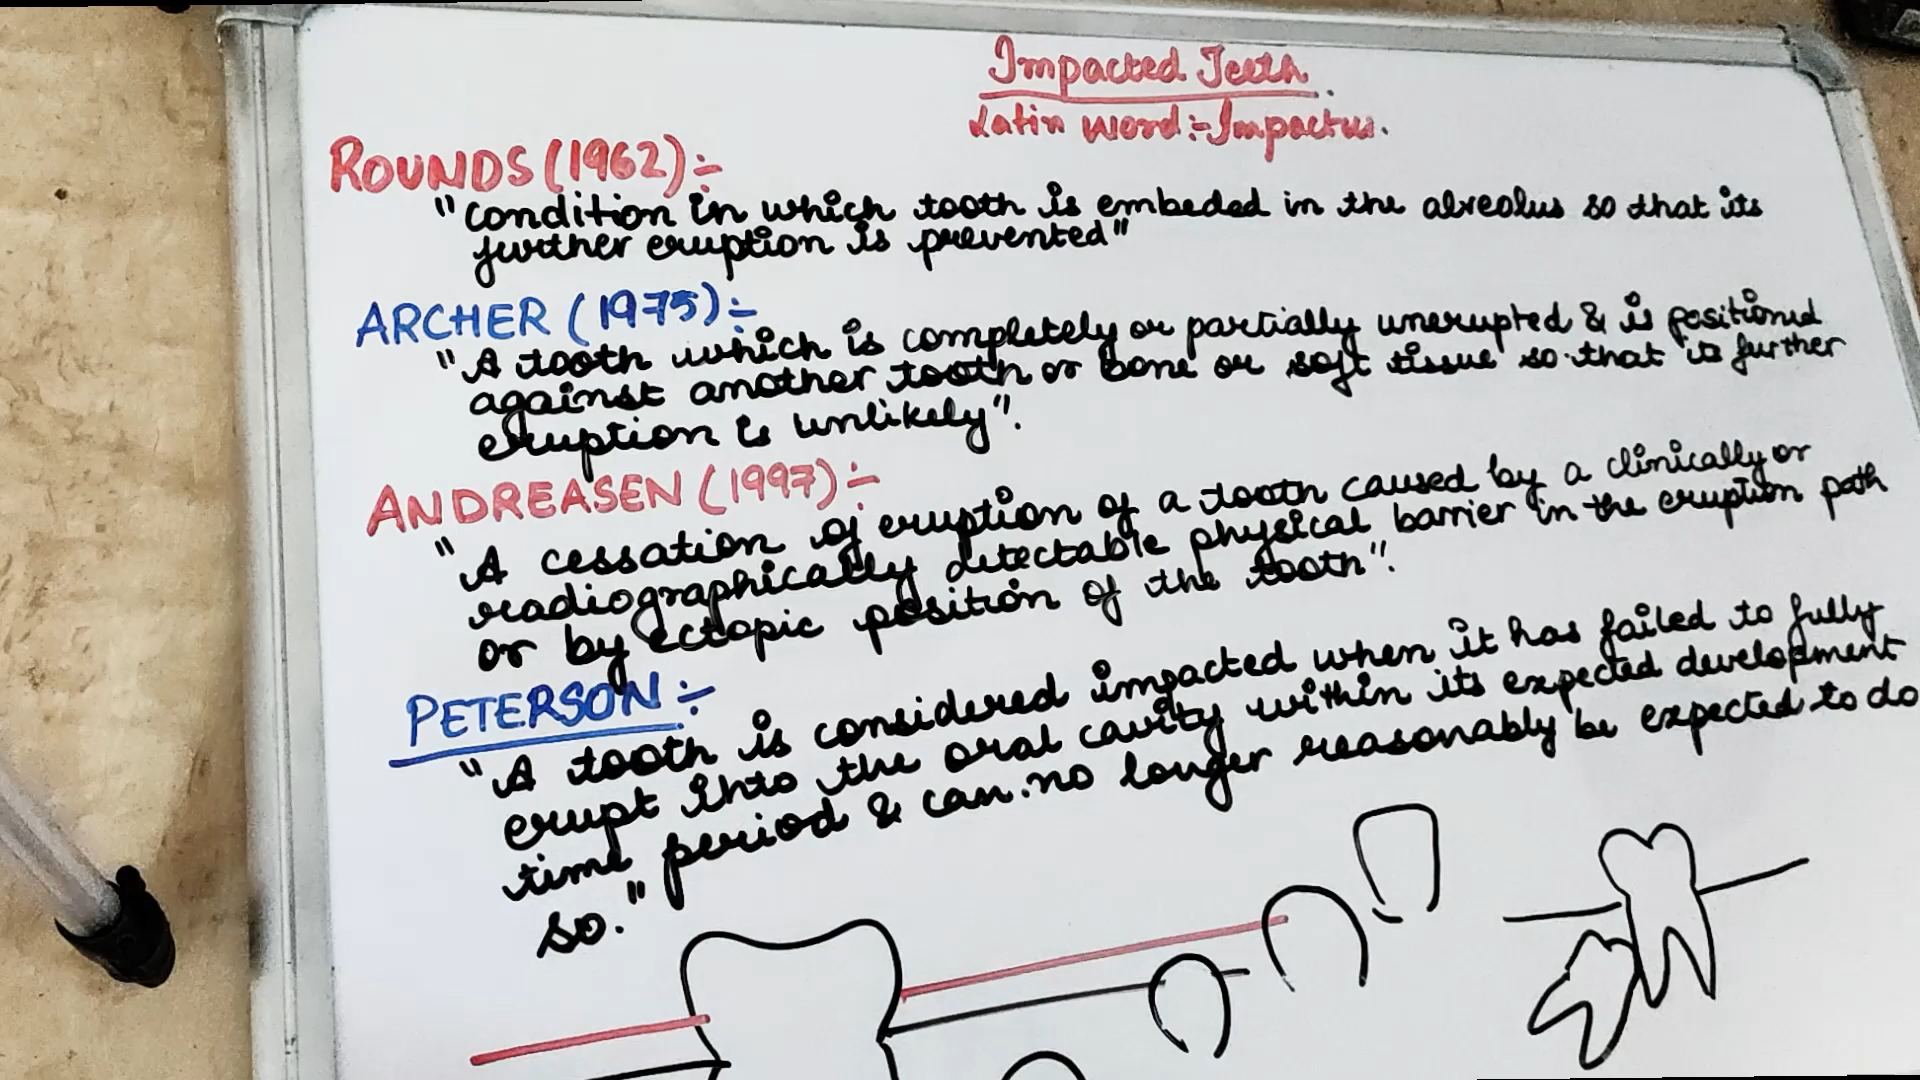 Impacted Teeth.
Latin word:- Impactus.
ROUNDS (1962) :-
"condition in which tooth is embeded in the alveolus so that its
further eruption is prevented"
ARCHER (1975) :-
"A tooth which is completely or partially unerupted & is positioned
against another tooth or bone or soft tissue so that its further
eruption is unlikely".
ANDREASEN (1997) :-
"A cessation of eruption of a tooth caused by a clinically or
radiographically detectable physical barrier in the eruption path
or by ectopic position of the tooth".
PETERSON :-
"A tooth is considered impacted when it has failed to fully
erupt into the oral cavity within its expected development
time period & can no longer reasonably be expected to do
so."